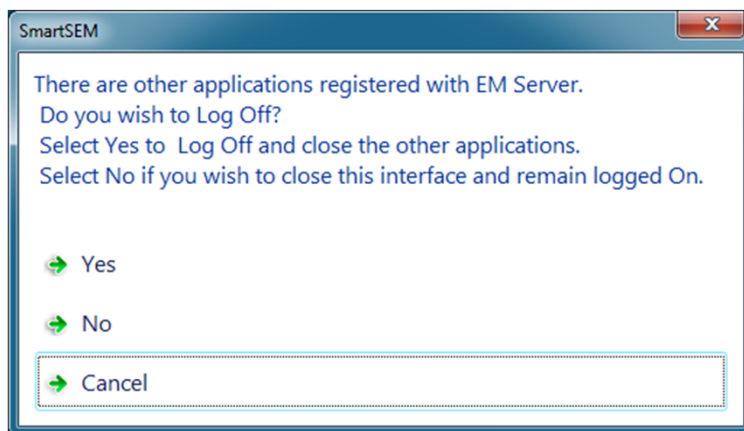 SmartSEM
There are other applications registered with EM Server.
Do you wish to Log Off?
Select Yes to  Log Off and close the other applications.
Select No if you wish to close this interface and remain logged On.
Yes
No
Cancel